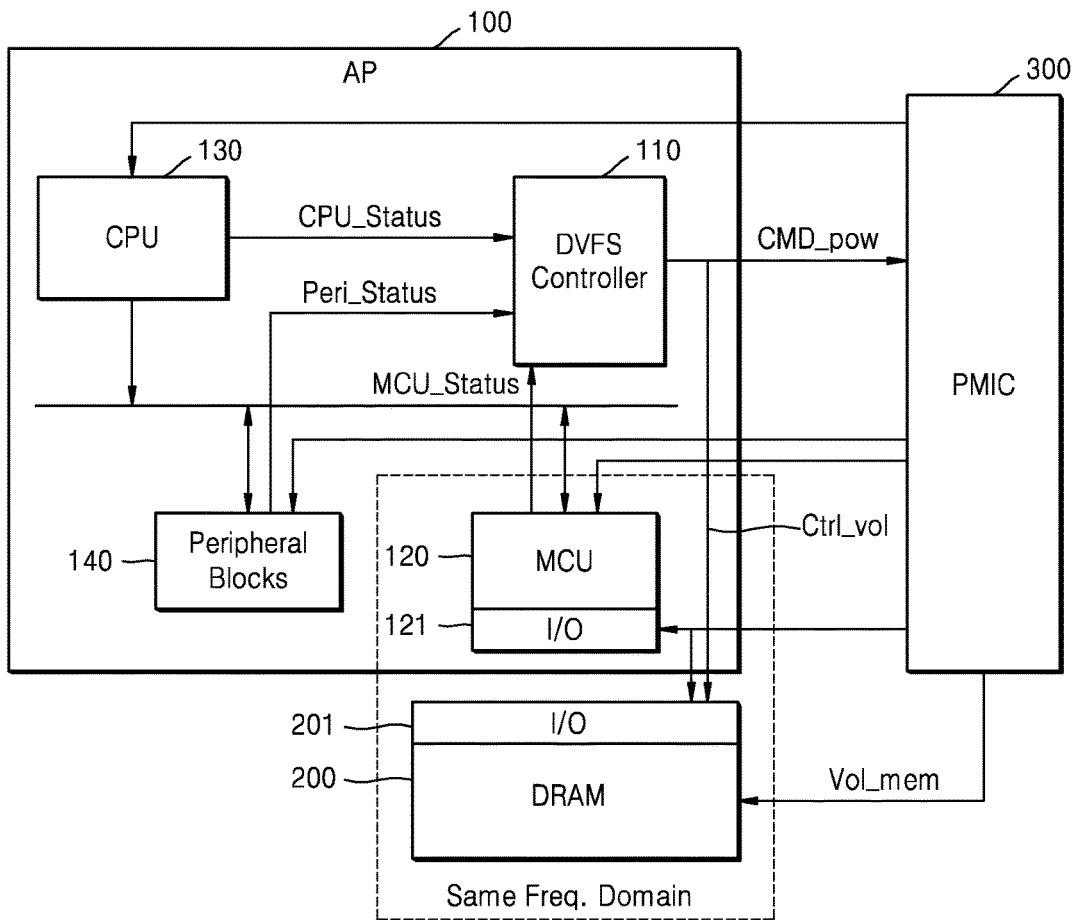 100
AP
300
130
110
CPU
CPU_Status
DVFS
Controller
CMD_pow
Peri_Status
MCU_Status
PMIC
140
Peripheral
Blocks
120
MCU
Ctrl_vol
121
I/O
201
I/O
200
DRAM
Vol_mem
Same Freq. Domain